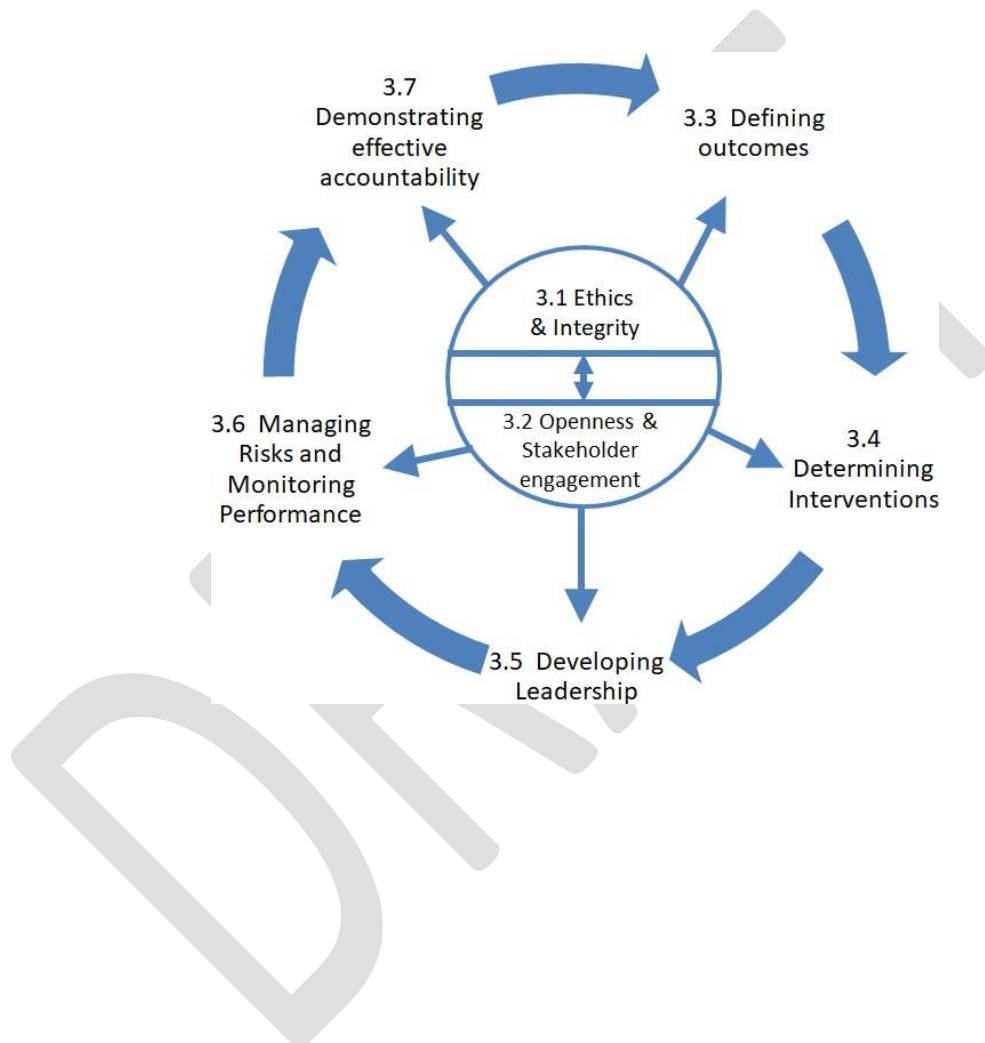 3.7
Demonstrating
effective
accountability
3.3 Defining
outcomes
3.1 Ethics
& Integrity
3.2 Openness &
Stakeholder
engagement
3.4
Determining
Interventions
3.6 Managing
Risks and
Monitoring
Performance
3.5 Developing
Leadership